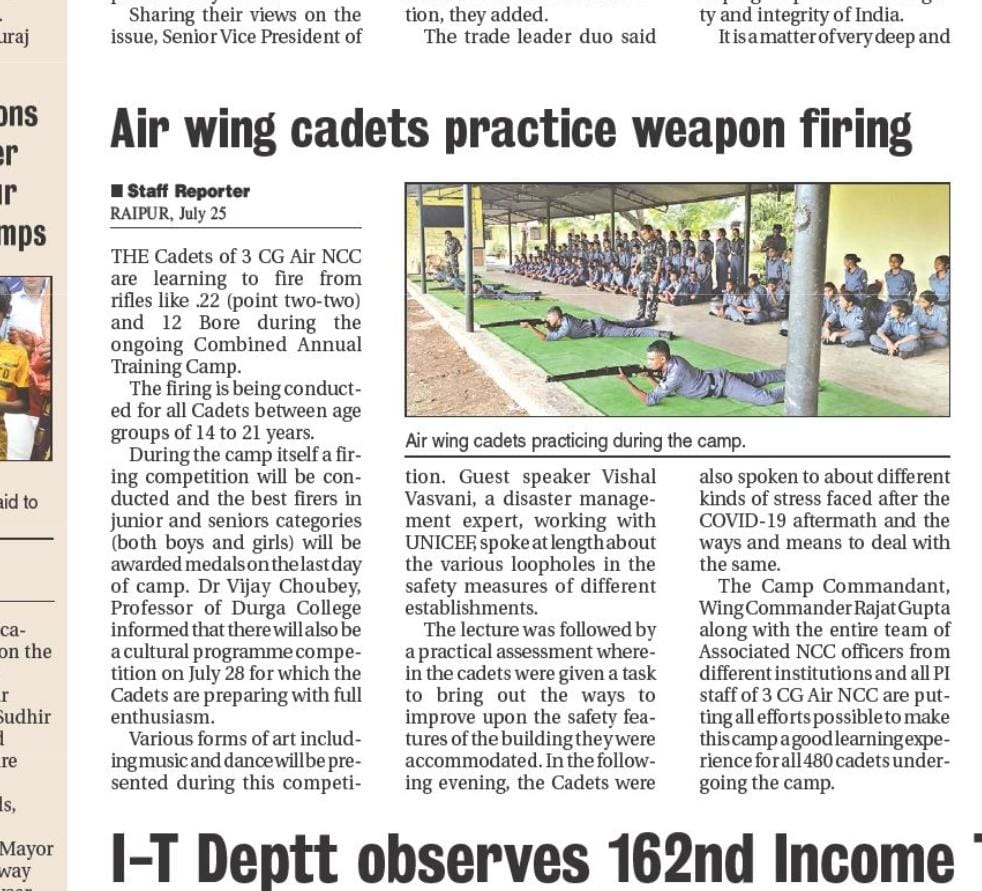 Sharing their views on the
issue, Senior Vice President of
tion, they added.
The trade leader duo said
ty and integrity of India.
It is a matter of very deep and
uraj
ons
er
ur
mps
aid to
ca-
on the
r
Sudhir
d
re
ls,
Mayor
way
Air wing cadets practice weapon firing
■ Staff Reporter
RAIPUR, July 25
THE Cadets of 3 CG Air NCC
are learning to fire from
rifles like .22 (point two-two)
and 12 Bore during the
ongoing Combined Annual
Training Camp.
The firing is being conduct-
ed for all Cadets between age
groups of 14 to 21 years.
During the camp itself a fir-
ing competition will be con-
ducted and the best firers in
junior and seniors categories
(both boys and girls) will be
awarded medals on the last day
of camp. Dr Vijay Choubey,
Professor of Durga College
informed that there will also be
a cultural programme compe-
tition on July 28 for which the
Cadets are preparing with full
enthusiasm.
Various forms of art includ-
ing music and dance will be pre-
sented during this competi-
Air wing cadets practicing during the camp.
tion. Guest speaker Vishal
Vasvani, a disaster manage-
ment expert, working with
UNICEF, spoke at length about
the various loopholes in the
safety measures of different
establishments.
The lecture was followed by
a practical assessment where-
in the cadets were given a task
to bring out the ways to
improve upon the safety fea-
tures of the building they were
accommodated. In the follow-
ing evening, the Cadets were
also spoken to about different
kinds of stress faced after the
COVID-19 aftermath and the
ways and means to deal with
the same.
The Camp Commandant,
Wing Commander Rajat Gupta
along with the entire team of
Associated NCC officers from
different institutions and all PI
staff of 3 CG Air NCC are put-
ting all efforts possible to make
this camp a good learning expe-
rience for all 480 cadets under-
going the camp.
I-T Deptt observes 162nd Income